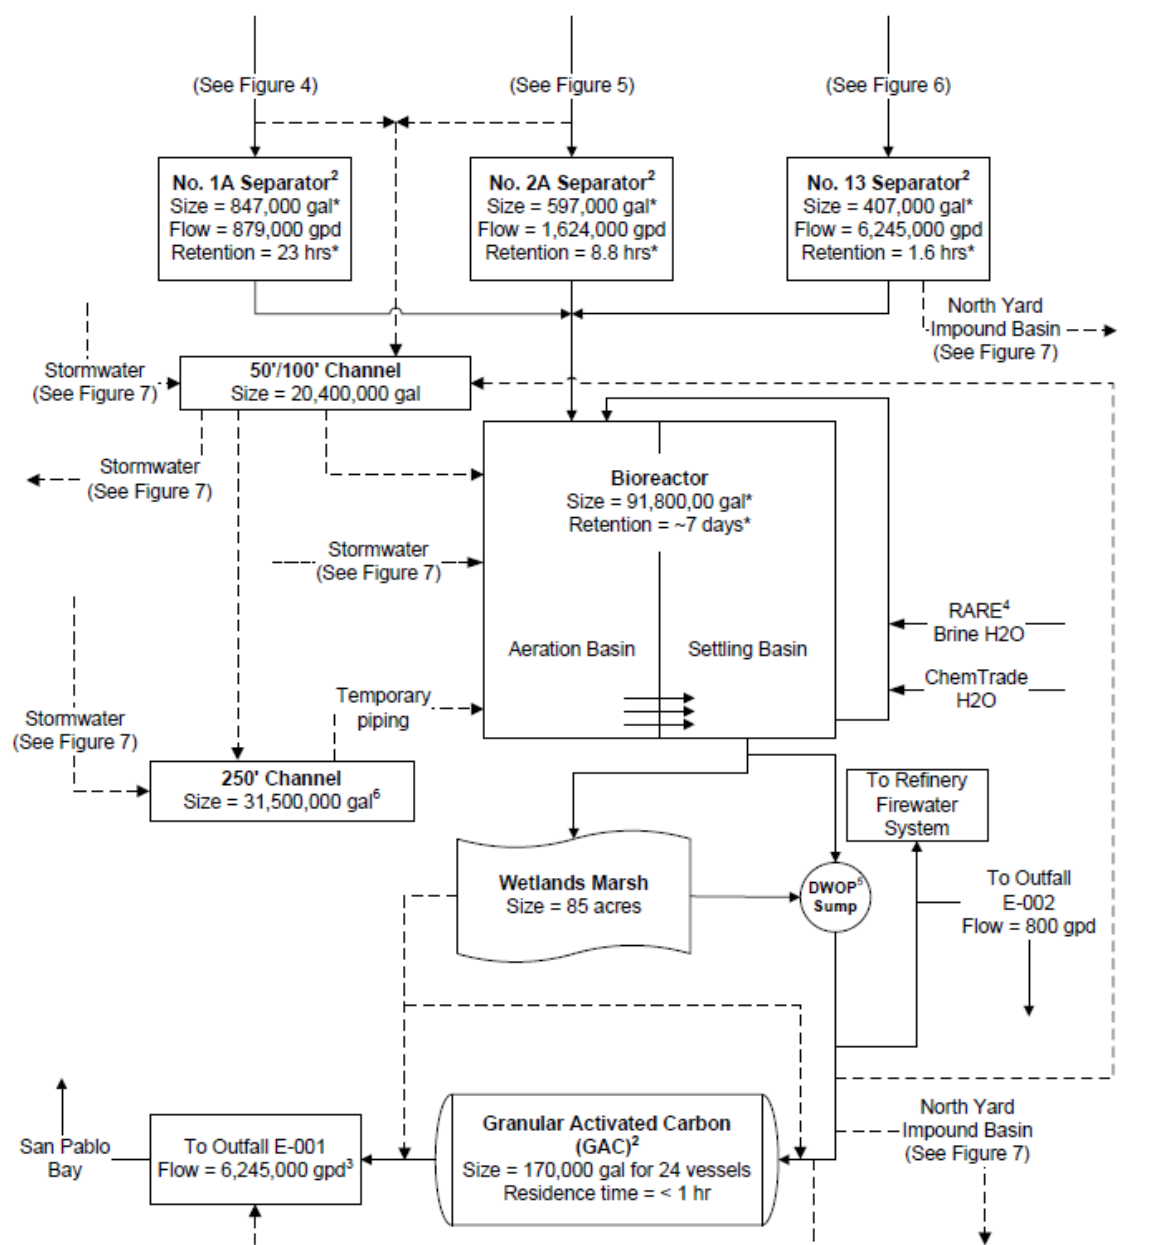 (See Figure 4)
(See Figure 5)
(See Figure 6)
No. 1A Separator²
Size = 847,000 gal*
Flow = 879,000 gpd
Retention = 23 hrs*
No. 2A Separator²
Size = 597,000 gal*
Flow = 1,624,000 gpd
Retention = 8.8 hrs*
No. 13 Separator²
Size = 407,000 gal*
Flow = 6,245,000 gpd
Retention = 1.6 hrs*
North Yard
Impound Basin
(See Figure 7)
Stormwater
(See Figure 7)
50'/100' Channel
Size = 20,400,000 gal
Stormwater
(See Figure 7)
Bioreactor
Size = 91,800,00 gal*
Retention = ~7 days*
Stormwater
(See Figure 7)
RARE⁴
Brine H2O
Aeration Basin
Settling Basin
ChemTrade
H2O
Temporary
piping
Stormwater
(See Figure 7)
250' Channel
Size = 31,500,000 gal⁶
To Refinery
Firewater
System
Wetlands Marsh
Size = 85 acres
DWOP⁵
Sump
To Outfall
E-002
Flow = 800 gpd
North Yard
Impound Basin
(See Figure 7)
Granular Activated Carbon
(GAC)²
Size = 170,000 gal for 24 vessels
Residence time = < 1 hr
To Outfall E-001
Flow = 6,245,000 gpd³
San Pablo
Bay